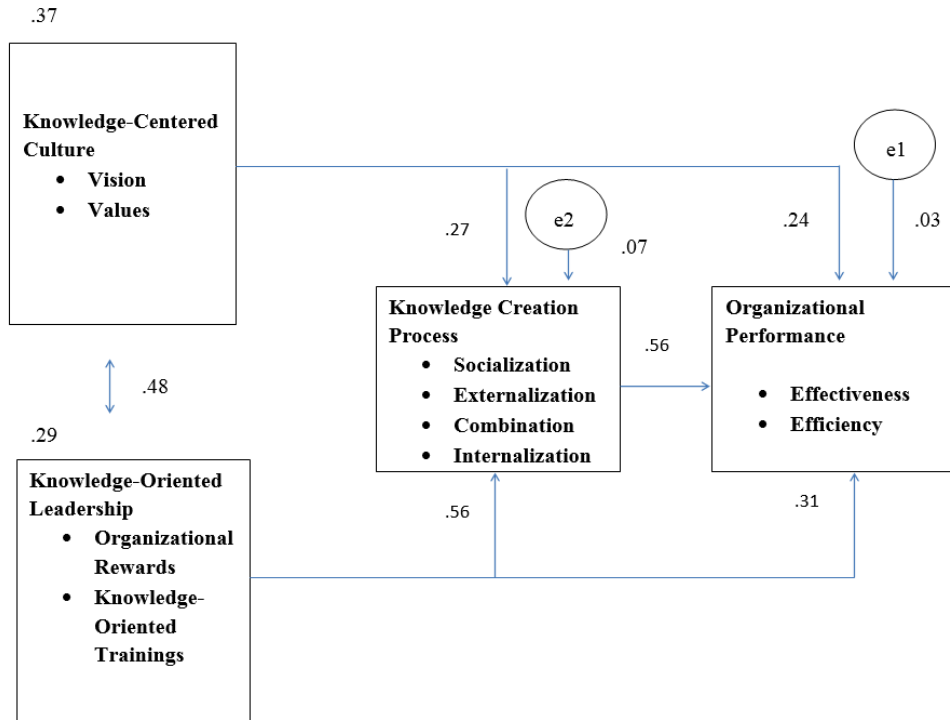 .37
Knowledge-Centered
Culture
• Vision
• Values
e1
e2
.27
.07
.24
.03
Knowledge Creation
Process
• Socialization
• Externalization
• Combination
• Internalization
.56
Organizational
Performance
• Effectiveness
• Efficiency
.48
.29
Knowledge-Oriented
Leadership
• Organizational
Rewards
• Knowledge-
Oriented
Trainings
.56
.31